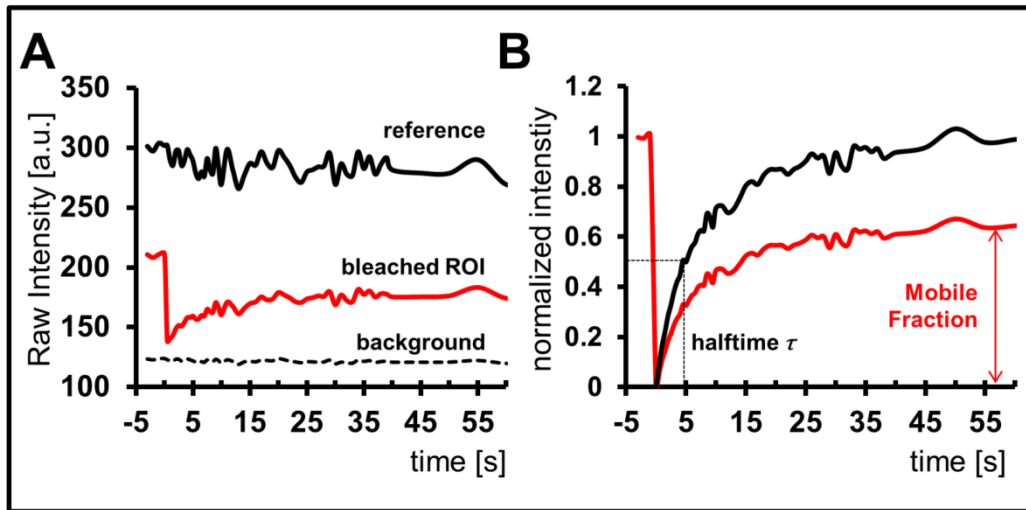 A
Raw Intensity [a.u.]
350
300
250
200
150
100
-5
5
15
25
35
45
55
time [s]
reference
bleached ROI
background
B
normalized intenstiy
1.2
1
0.8
0.6
0.4
0.2
0
-5
5
15
25
35
45
55
time [s]
halftime τ
Mobile
Fraction